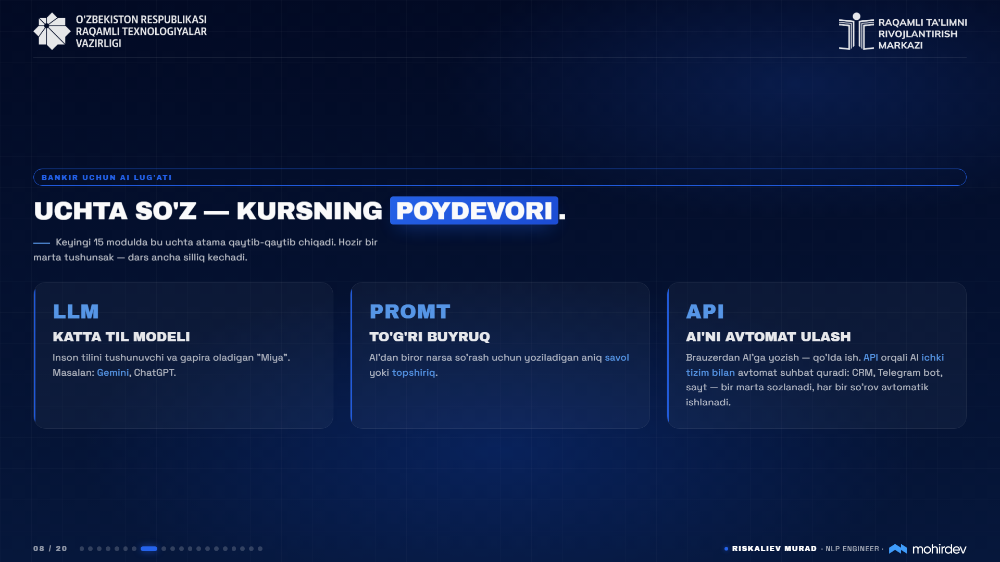 O'ZBEKISTON RESPUBLIKASI
RAQAMLI TEXNOLOGIYALAR
VAZIRLIGI
RAQAMLI TA'LIMNI
RIVOJLANTIRISH
MARKAZI
BANKIR UCHUN AI LUG'ATI
UCHTA SO'Z — KURSNING POYDEVORI.
— Keyingi 15 modulda bu uchta atama qaytib-qaytib chiqadi. Hozir bir
marta tushunsak — dars ancha silliq kechadi.
LLM
KATTA TIL MODELI
Inson tilini tushunuvchi va gapira oladigan ”Miya”.
Masalan: Gemini, ChatGPT.
PROMT
TO'G'RI BUYRUQ
AI’dan biror narsa so’rash uchun yoziladigan aniq savol
yoki topshiriq.
API
AI'NI AVTOMAT ULASH
Brauzerdan AI’ga yozish — qo’lda ish. API orqali AI ichki
tizim bilan avtomat suhbat quradi: CRM, Telegram bot,
sayt — bir marta sozlanadi, har bir so’rov avtomatik
ishlanadi.
08 / 20
RISKALIEV MURAD · NLP ENGINEER · mohirdev